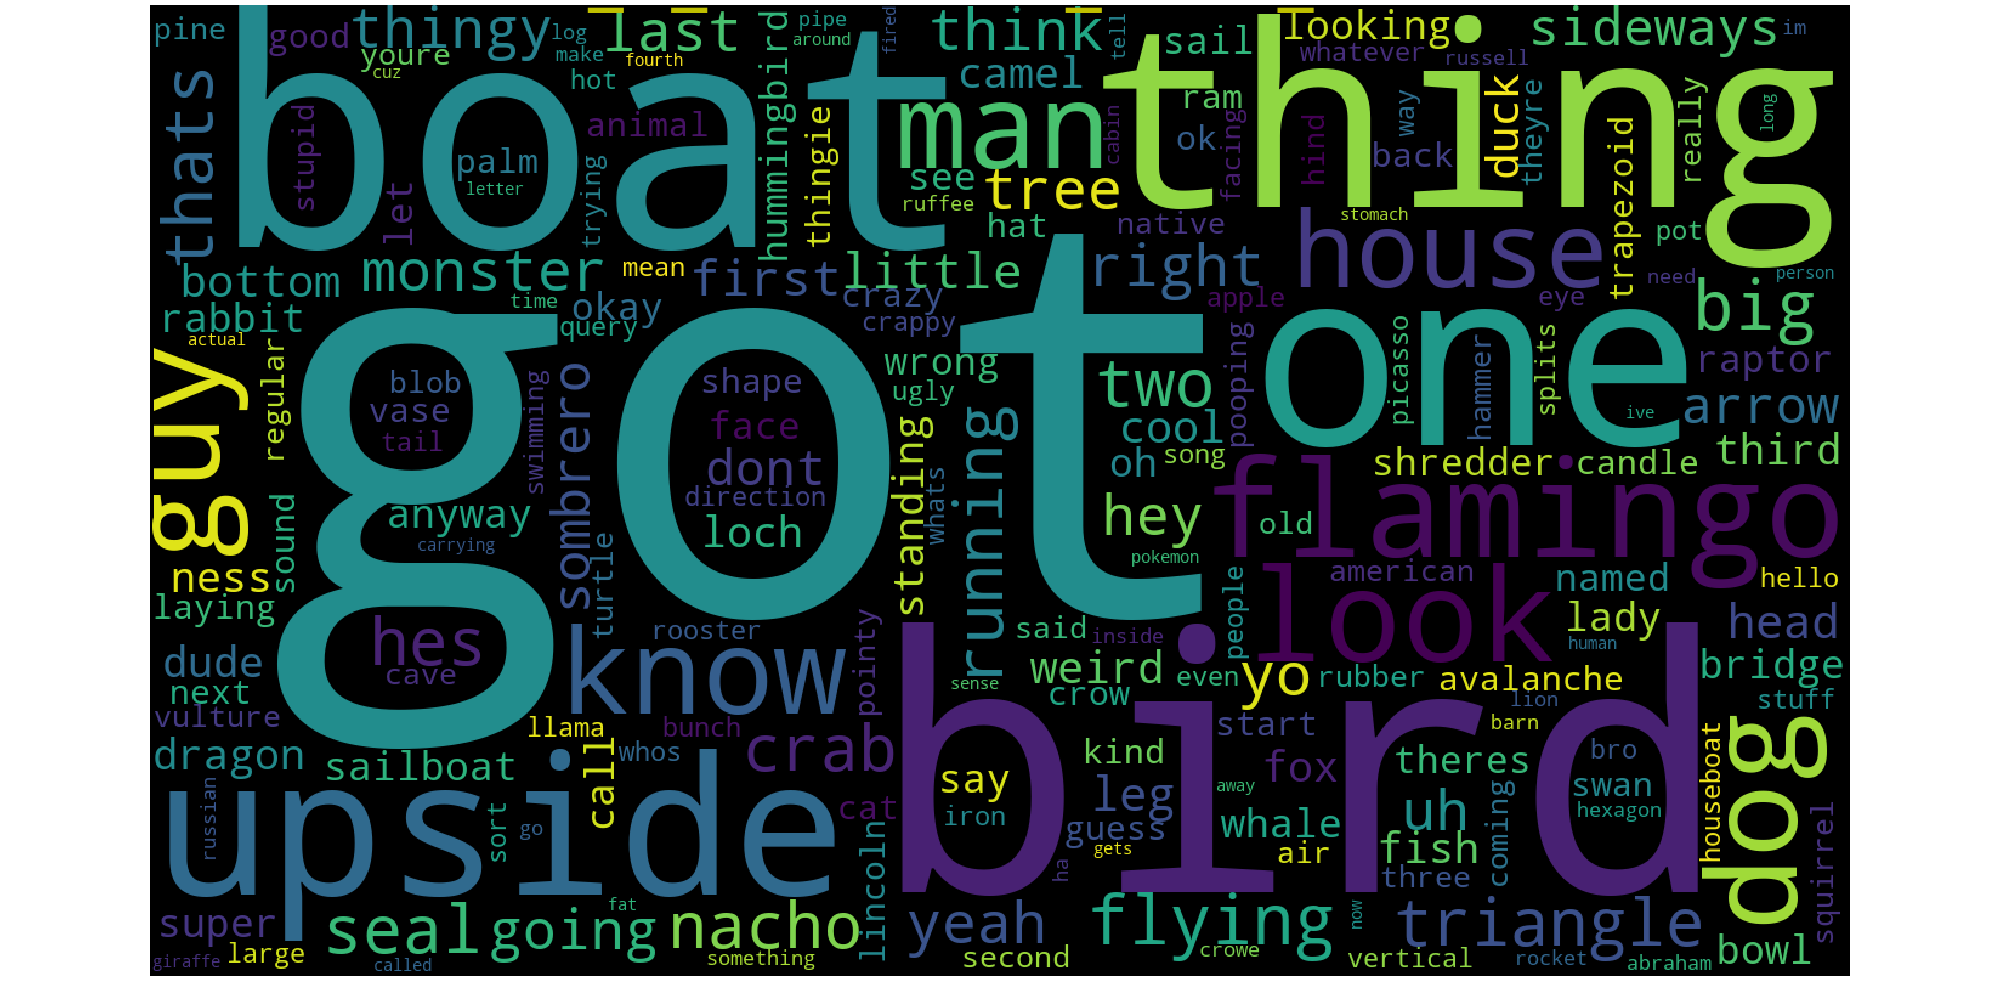 pine
good
thingy
log
last
think
pipe
around
tell
fired
looking
sideways
im
youre
cuz
make
hot
fourth
hummingbird
camel
sail
whatever
russell
thats
boat
thing
stupid
animal
thingie
man
ram
ok
way
duck
theyre
really
long
palm
letter
let
trying
see
ruffee
tree
hat
cabin
native
facing
back
hind
stomach
trapezoid
pot
bottom
monster
mean
first
little
right
house
person
rabbit
time
okay
query
crazy
crappy
apple
eye
need
big
actual
guy
got
one
regular
blob
vase
tail
swimming
sombrero
shape
face
dont
direction
wrong
ugly
two
cool
pooping
picasso
hammer
splits
ive
raptor
arrow
standing
running
oh
song
shredder
candle
third
ness
sound
anyway
carrying
turtle
loch
whats
hey
old
pokemon
flamingo
laying
american
named
hello
people
look
lady
head
human
dude
hes
cave
know
rooster
pointy
said
inside
weird
yo
rubber
avalanche
bridge
next
sense
crow
even
lion
stuff
vulture
llama
bunch
bird
start
barn
dog
dragon
sailboat
call
whos
crab
kind
fox
theres
bro
swan
houseboat
upside
russian
sort
go
cat
say
iron
leg
guess
away
whale
uh
hexagon
squirrel
gets
air
fish
coming
three
ha
lincoln
super
large
giraffe
seal
called
going
fat
nacho
something
yeah
second
flying
crowe
now
triangle
vertical
rocket
bowl
abraham